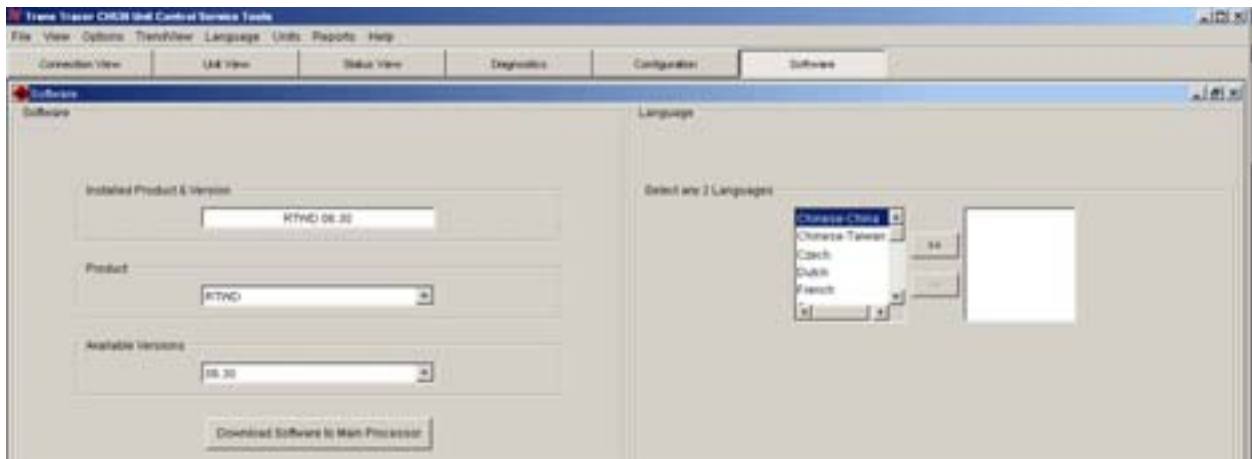 Trane Tracer CH530 Unit Control Service Tools
File View Options TrendView Language Units Reports Help
Connection View Unit View Status View Diagnostics Configuration Software
Software
Software
Language
Installed Product & Version
RTWD 08.30
Product
RTWD
Available Versions
08.30
Download Software to Main Processor
Select any 2 Languages
Chinese-China
Chinese-Taiwan
Czech
Dutch
French
>>